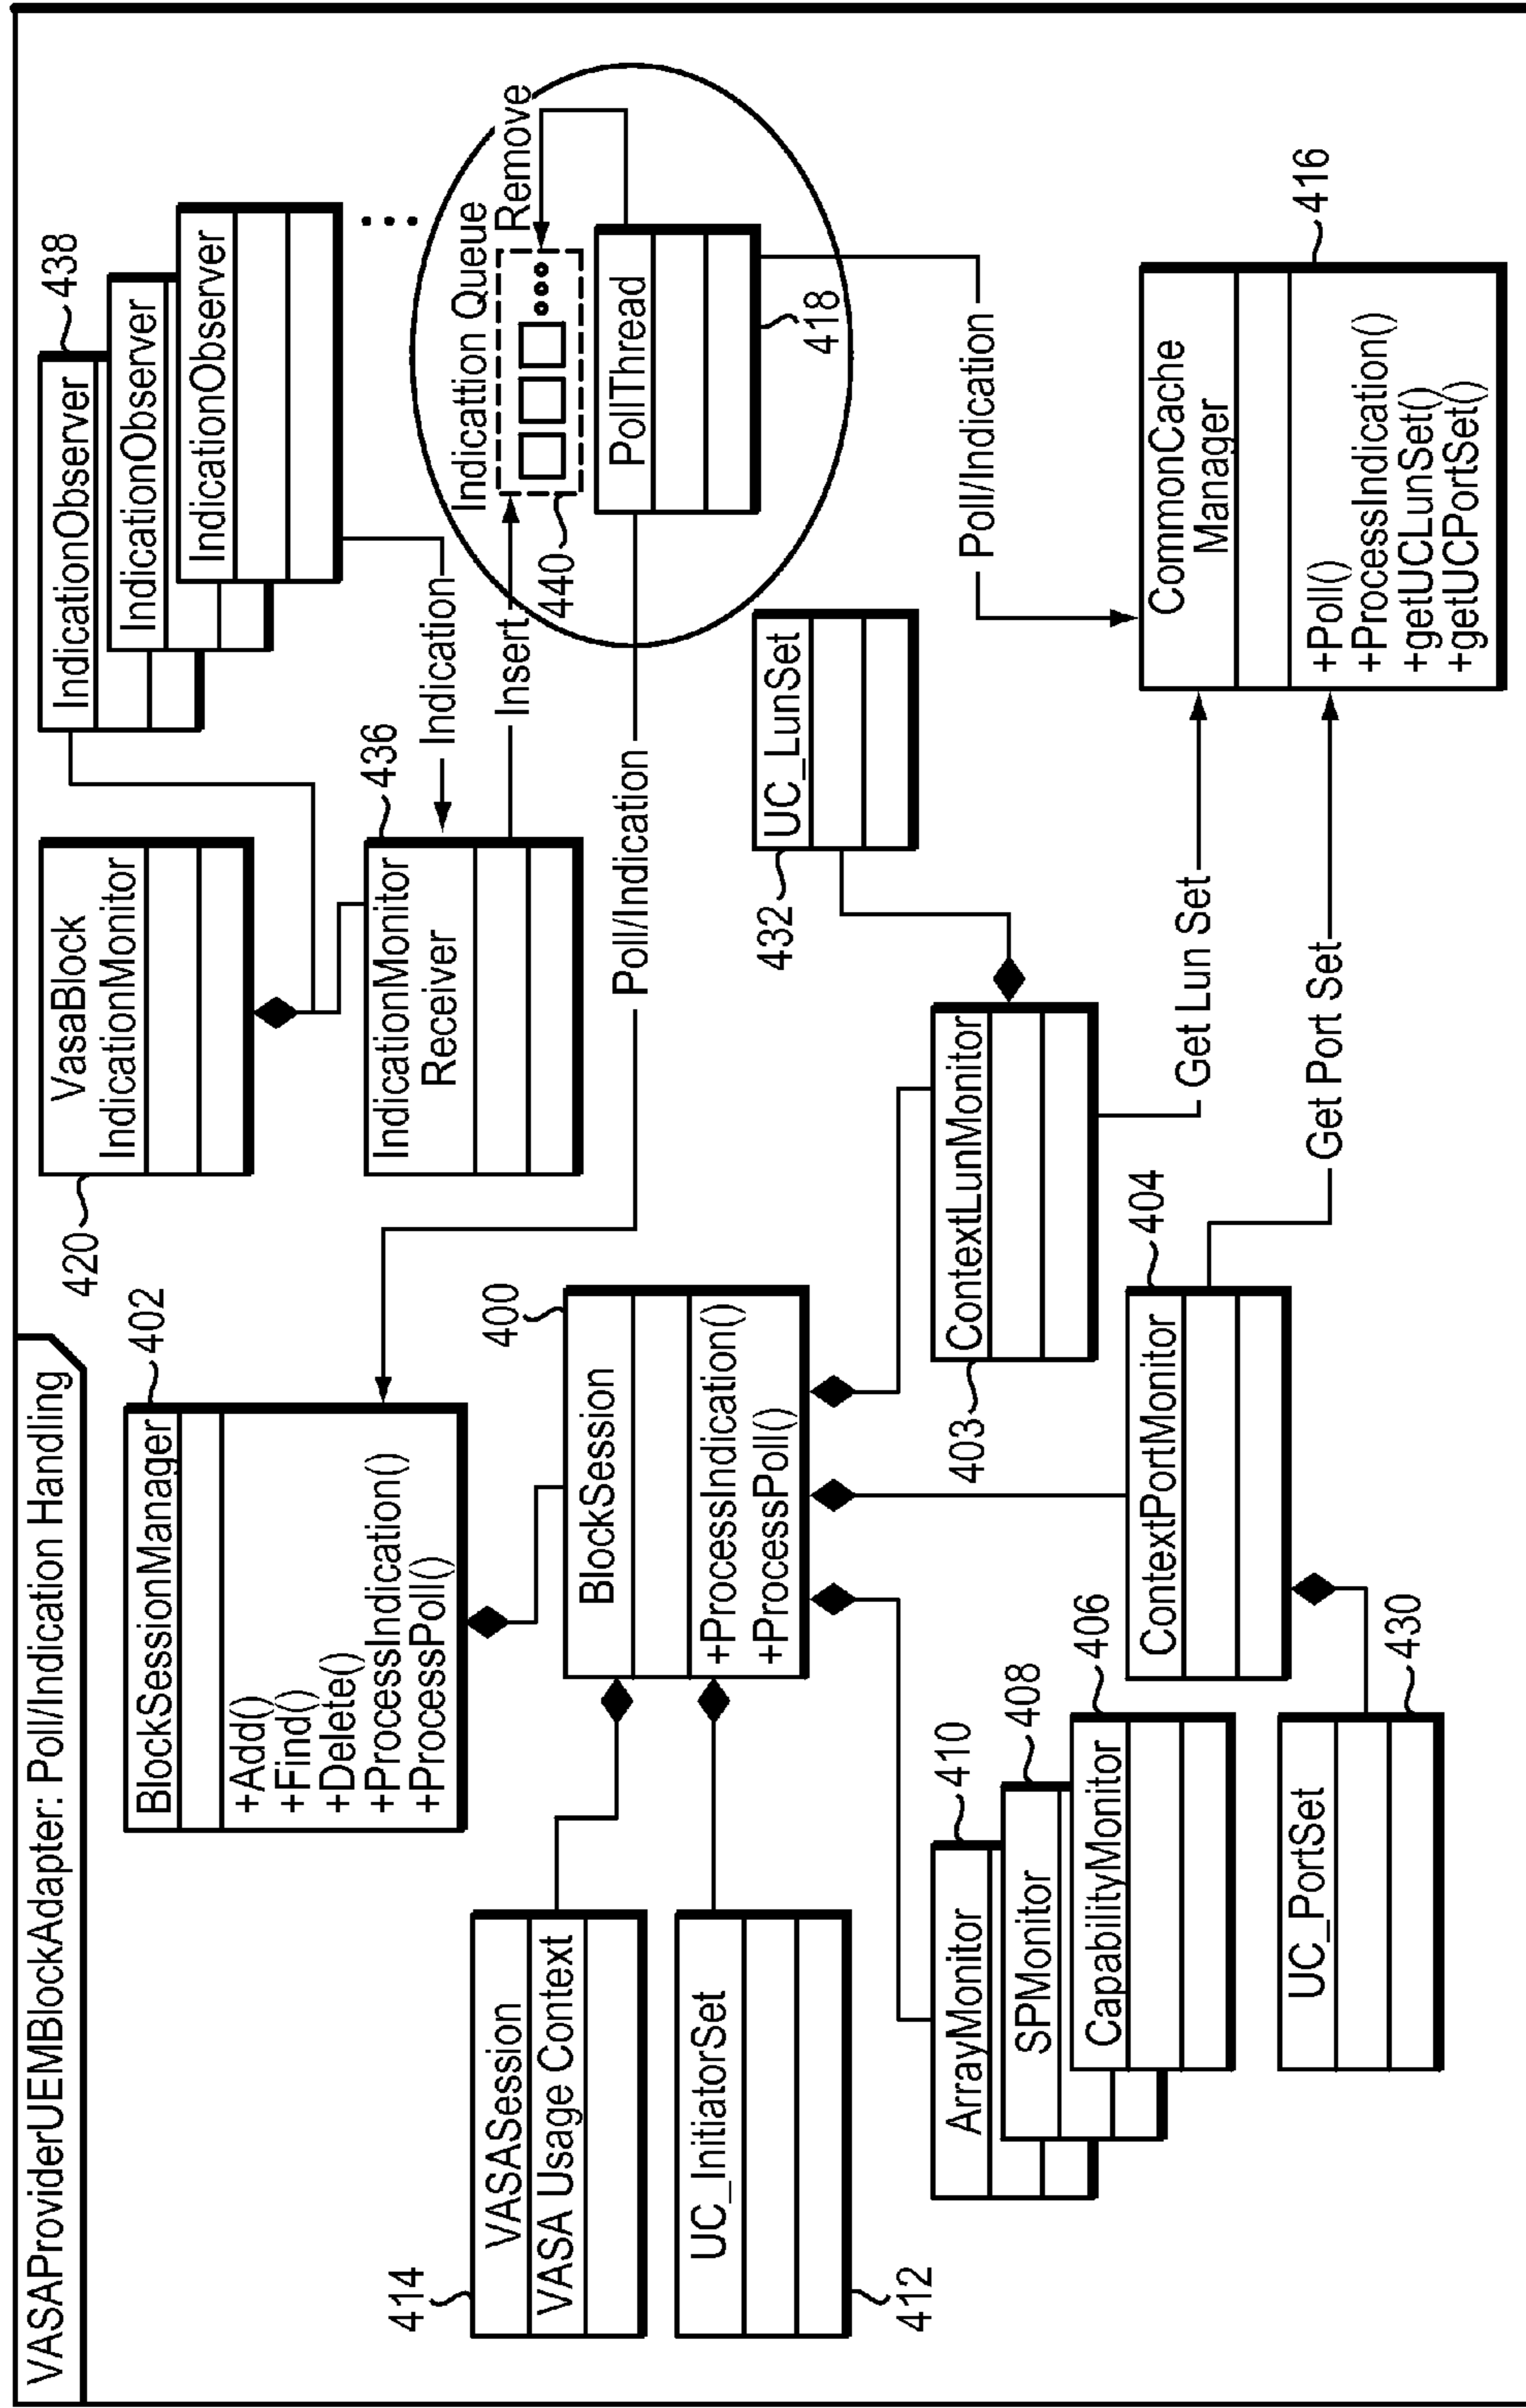 VASAProviderUEMBlockAdapter: Poll/Indication Handling
BlockSessionManager
+Add()
+Find()
+Delete()
+ProcessIndication()
+ProcessPoll()
402
VasaBlock
IndicationMonitor
420
IndicationObserver
IndicationObserver
IndicationObserver
438
IndicationMonitor
Receiver
436
Indication
Insert
Indication Queue
Remove
440
PollThread
418
Poll/Indication
Poll/Indication
VASASession
VASA Usage Context
414
UC_InitiatorSet
412
BlockSession
+ProcessIndication()
+ProcessPoll()
400
UC_LunSet
432
ArrayMonitor
410
SPMonitor
408
CapabilityMonitor
406
ContextLunMonitor
403
ContextPortMonitor
404
UC_PortSet
430
Get Lun Set
Get Port Set
CommonCache
Manager
+Poll()
+ProcessIndication()
+getUCLunSet()
+getUCPortSet()
416